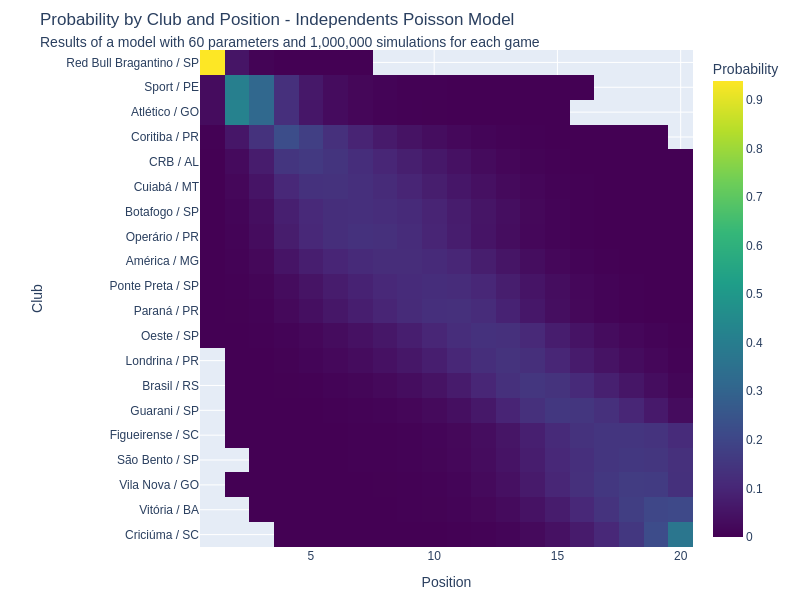 Probability by Club and Position - Independents Poisson Model
Results of a model with 60 parameters and 1,000,000 simulations for each game
Probability
Red Bull Bragantino / SP
Sport / PE
Atlético / GO
Coritiba / PR
CRB / AL
Cuiabá / MT
Botafogo / SP
Operário / PR
América / MG
Ponte Preta / SP
Paraná / PR
Oeste / SP
Londrina / PR
Brasil / RS
Guarani / SP
Figueirense / SC
São Bento / SP
Vila Nova / GO
Vitória / BA
Criciúma / SC
Club
5
10
15
20
Position
0.9
0.8
0.7
0.6
0.5
0.4
0.3
0.2
0.1
0